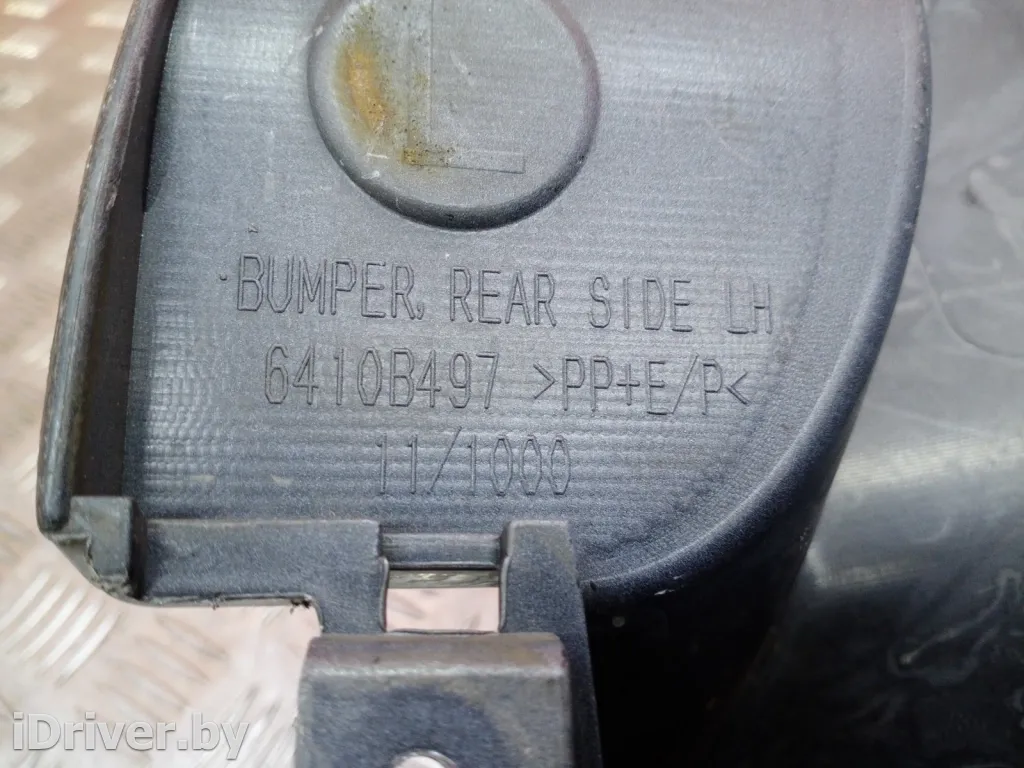 L
BUMPER, REAR SIDE LH
6410B497 >PP+E/P<
11/1000
iDriver.by